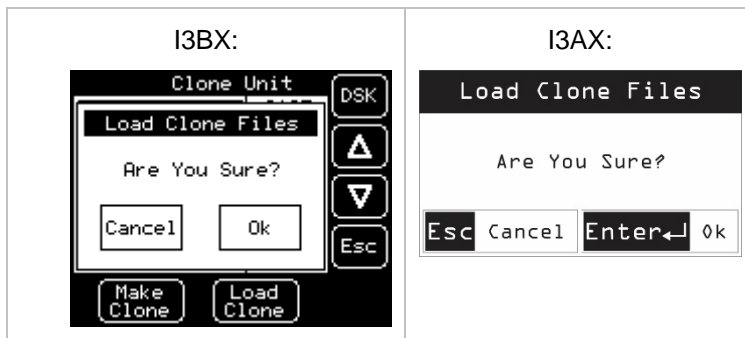 I3BX:
Clone Unit
DSK
Load Clone Files
Are You Sure?
Cancel
Ok
Esc
Make
Clone
Load
Clone
I3AX:
Load Clone Files
Are You Sure?
Esc Cancel Enter↵ Ok